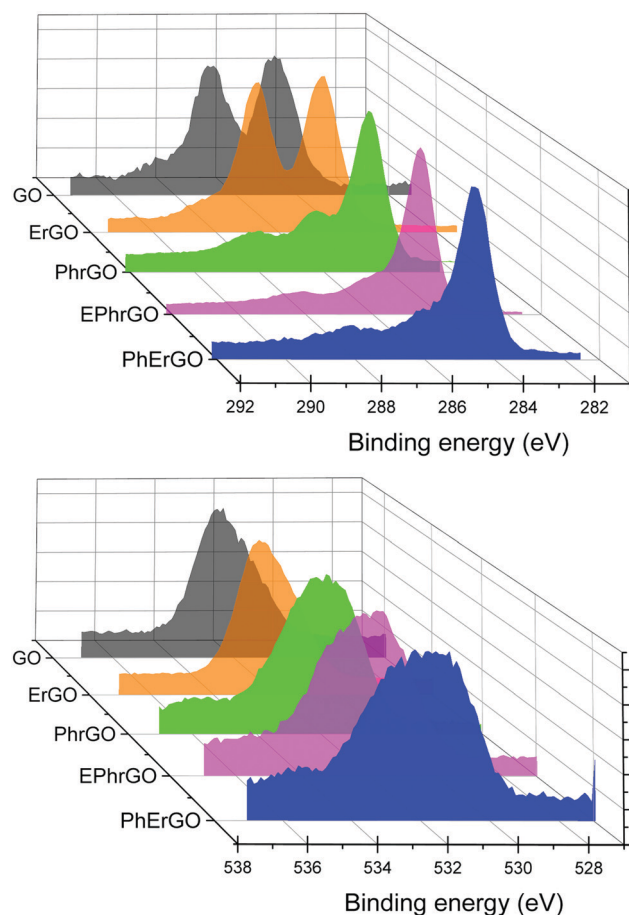 GO
ErGO
PhrGO
EPhrGO
PhErGO
292 290 288 286 284 282
Binding energy (eV)
GO
ErGO
PhrGO
EPhrGO
PhErGO
538 536 534 532 530 528
Binding energy (eV)